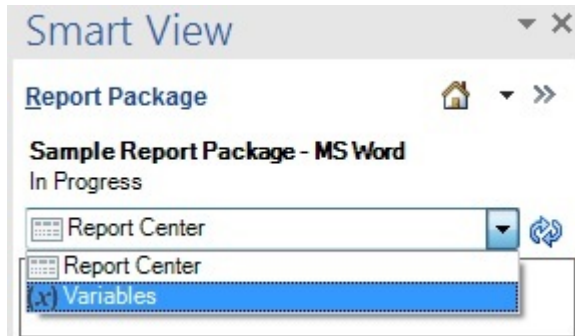 Smart View
Report Package
Sample Report Package - MS Word
In Progress
Report Center
Report Center
(x) Variables